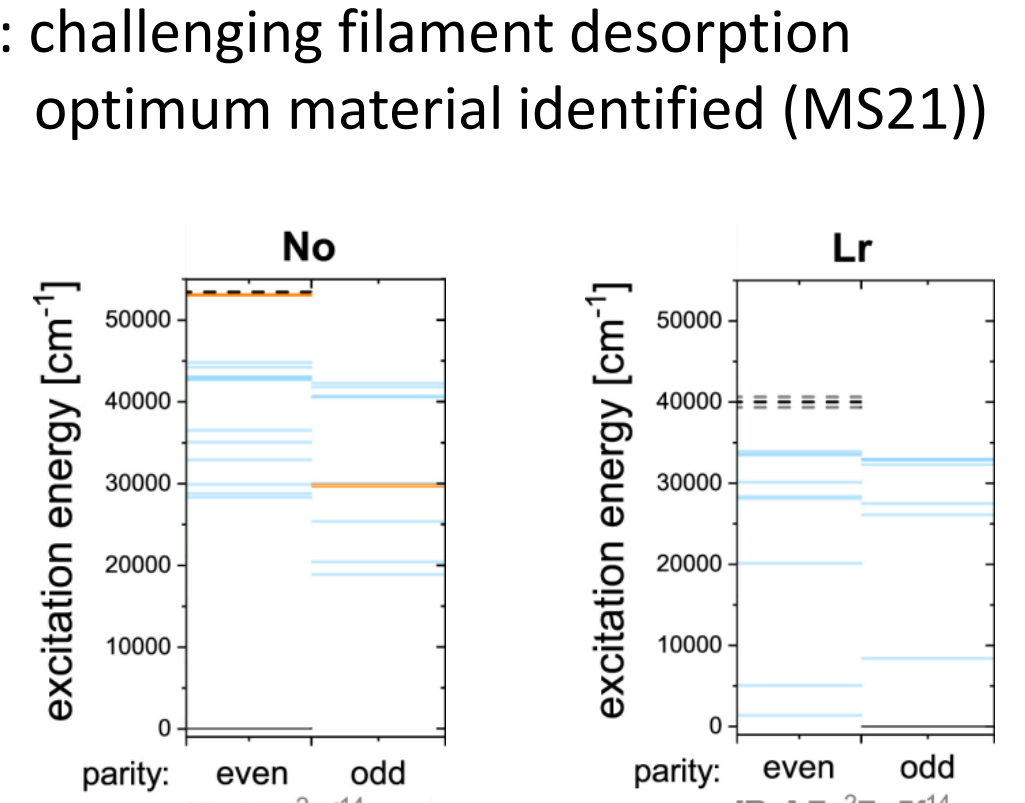 : challenging filament desorption
optimum material identified (MS21))
No
Lr
excitation energy [cm⁻¹]
50000
40000
30000
20000
10000
0
parity: even odd
excitation energy [cm⁻¹]
50000
40000
30000
20000
10000
0
parity: even odd